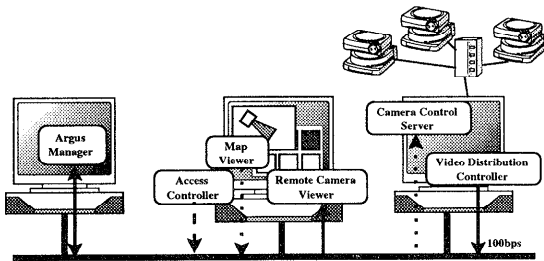 Argus
Manager
Map
Viewer
Access
Controller
Remote Camera
Viewer
Camera Control
Server
Video Distribution
Controller
100bps